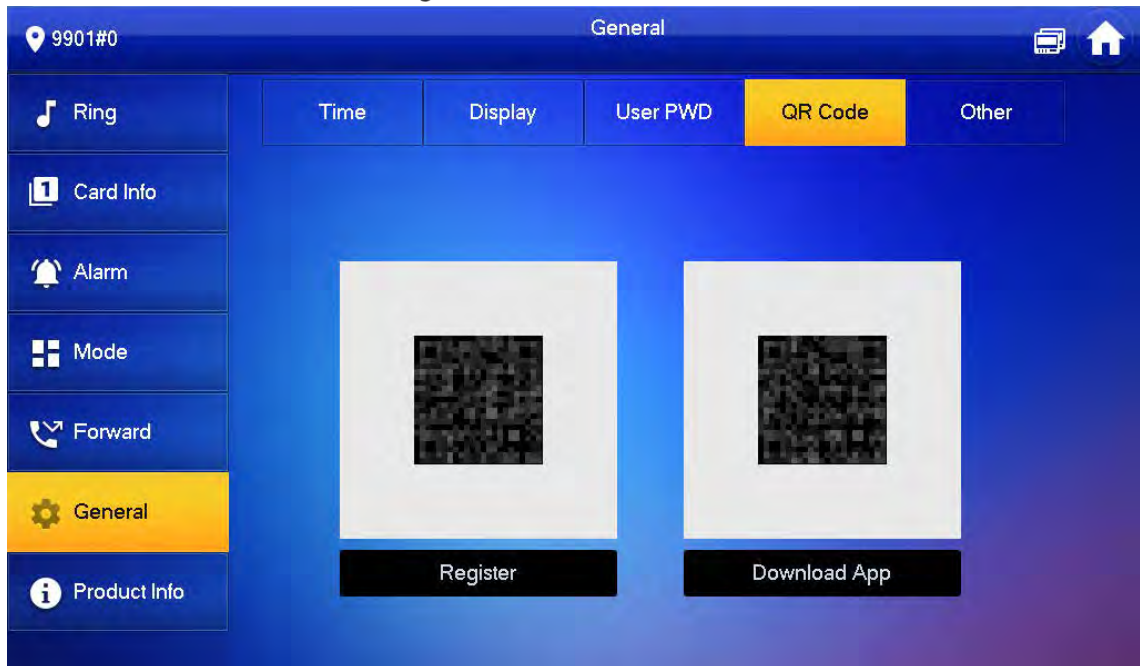 9901#0
General
Ring
Time
Display
User PWD
QR Code
Other
1
Card Info
Alarm
Mode
Forward
General
Product Info
Register
Download App